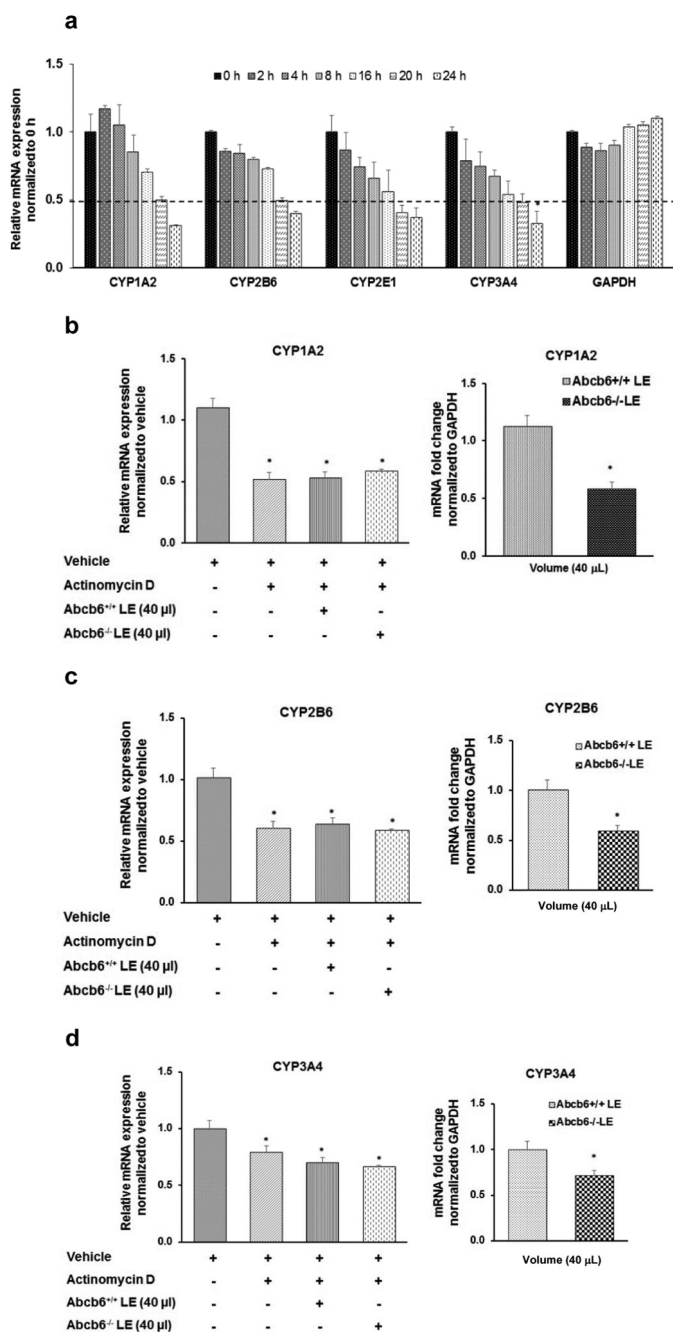 a
Relative mRNA expression
normalized to 0 h
1.5
1.0
0.5
0.0
0 h 2 h 4 h 8 h 16 h 20 h 24 h
*
CYP1A2 CYP2B6 CYP2E1 CYP3A4 GAPDH
b
CYP1A2
Relative mRNA expression
normalizedto vehicle
1.5
1.0
0.5
0.0
* * *
Vehicle + + + +
Actinomycin D - + + +
Abcb6+/+ LE (40 µl) - - + -
Abcb6-/- LE (40 µl) - - - +
CYP1A2
mRNA fold change
normalized to GAPDH
1.5
1.0
0.5
0.0
Abcb6+/+ LE
Abcb6-/-LE
*
Volume (40 µL)
c
CYP2B6
Relative mRNA expression
normalizedto vehicle
1.5
1.0
0.5
0.0
* * *
Vehicle + + + +
Actinomycin D - + + +
Abcb6+/+ LE (40 µl) - - + -
Abcb6-/- LE (40 µl) - - - +
CYP2B6
mRNA fold change
normalized to GAPDH
1.5
1.0
0.5
0.0
Abcb6+/+ LE
Abcb6-/-LE
*
Volume (40 µL)
d
CYP3A4
Relative mRNA expression
normalizedto vehicle
1.5
1.0
0.5
0.0
* * *
Vehicle + + + +
Actinomycin D - + + +
Abcb6+/+ LE (40 µl) - - + -
Abcb6-/- LE (40 µl) - - - +
CYP3A4
mRNA fold change
normalized to GAPDH
1.5
1.0
0.5
0.0
Abcb6+/+ LE
Abcb6-/-LE
*
Volume (40 µL)